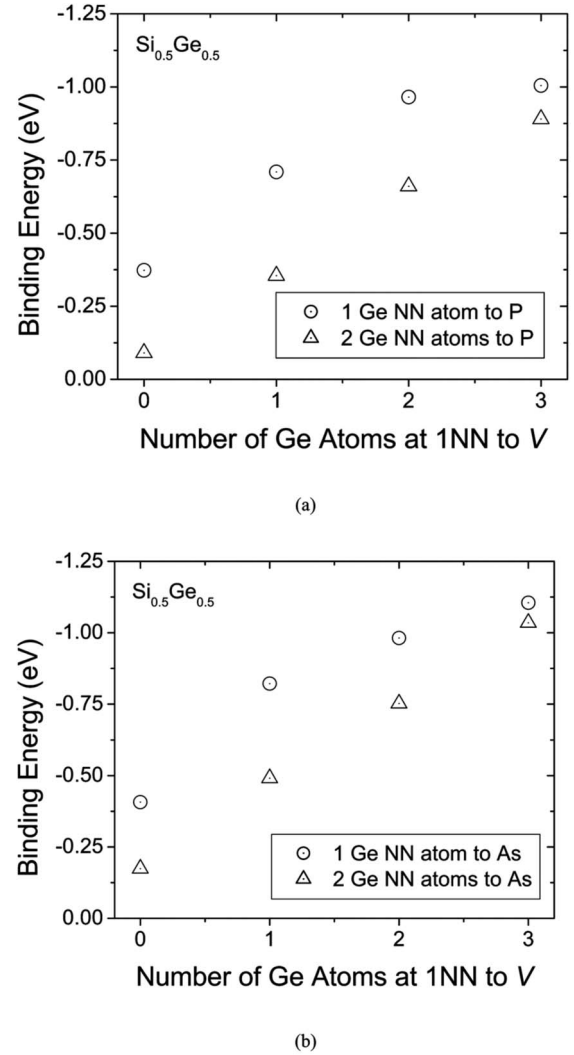 -1.25
Si0.5Ge0.5
-1.00
-0.75
-0.50
-0.25
0.00
Binding Energy (eV)
1 Ge NN atom to P
2 Ge NN atoms to P
0 1 2 3
Number of Ge Atoms at 1NN to V
(a)
-1.25
Si0.5Ge0.5
-1.00
-0.75
-0.50
-0.25
0.00
Binding Energy (eV)
1 Ge NN atom to As
2 Ge NN atoms to As
0 1 2 3
Number of Ge Atoms at 1NN to V
(b)